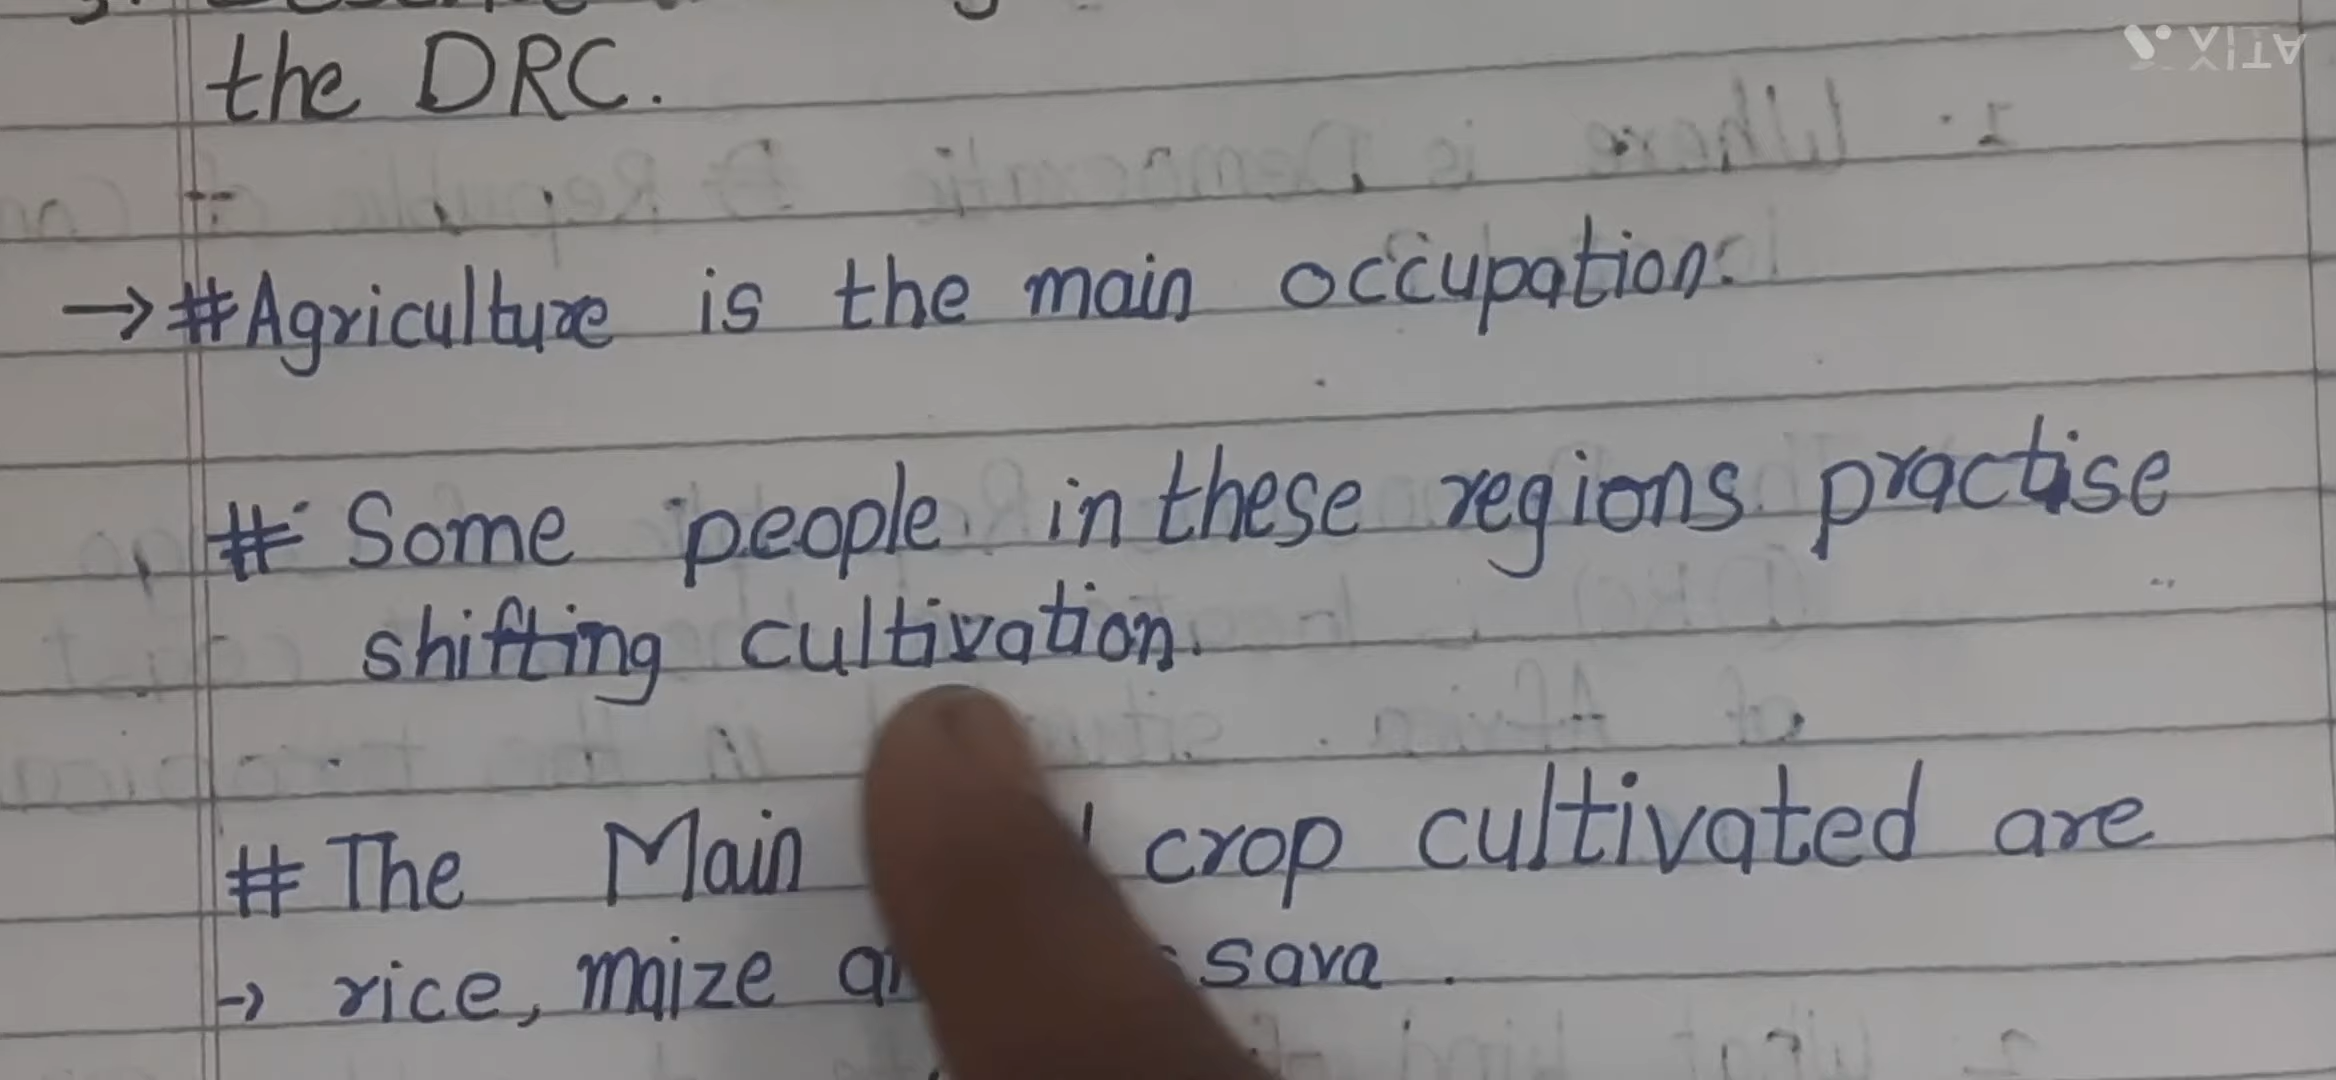 the DRC.
→ # Agriculture is the main occupation.
# Some people in these regions practise
shifting cultivation.
# The Main crop cultivated are
→ rice, maize